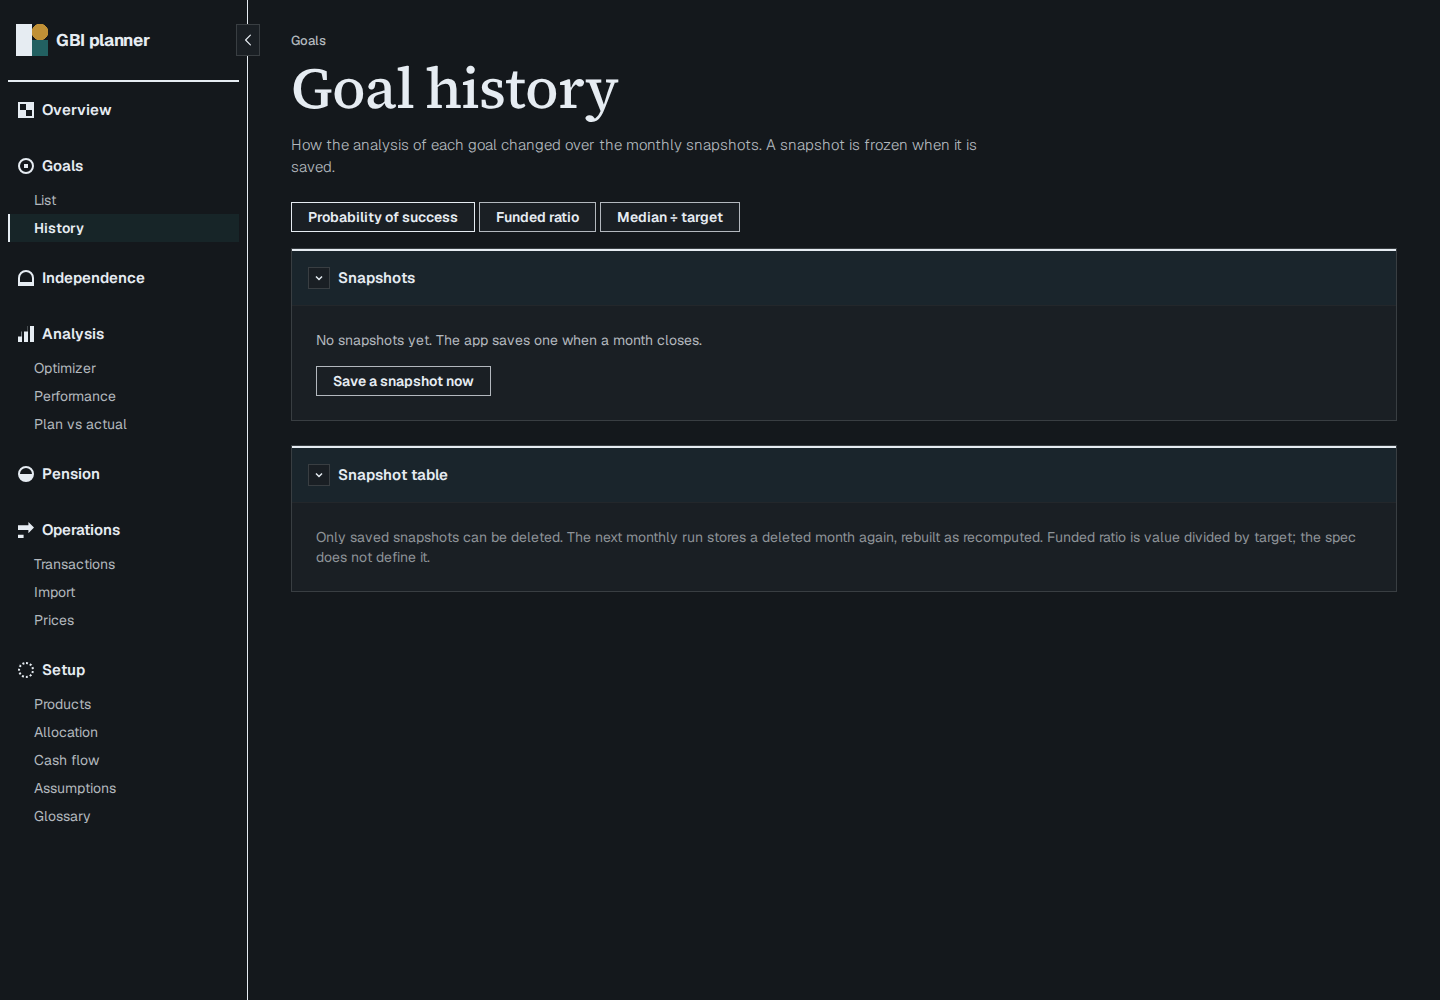 GBI planner
Overview
Goals
List
History
Independence
Analysis
Optimizer
Performance
Plan vs actual
Pension
Operations
Transactions
Import
Prices
Setup
Products
Allocation
Cash flow
Assumptions
Glossary
Goals
Goal history
How the analysis of each goal changed over the monthly snapshots. A snapshot is frozen when it is
saved.
Probability of success
Funded ratio
Median ÷ target
Snapshots
No snapshots yet. The app saves one when a month closes.
Save a snapshot now
Snapshot table
Only saved snapshots can be deleted. The next monthly run stores a deleted month again, rebuilt as recomputed. Funded ratio is value divided by target; the spec
does not define it.